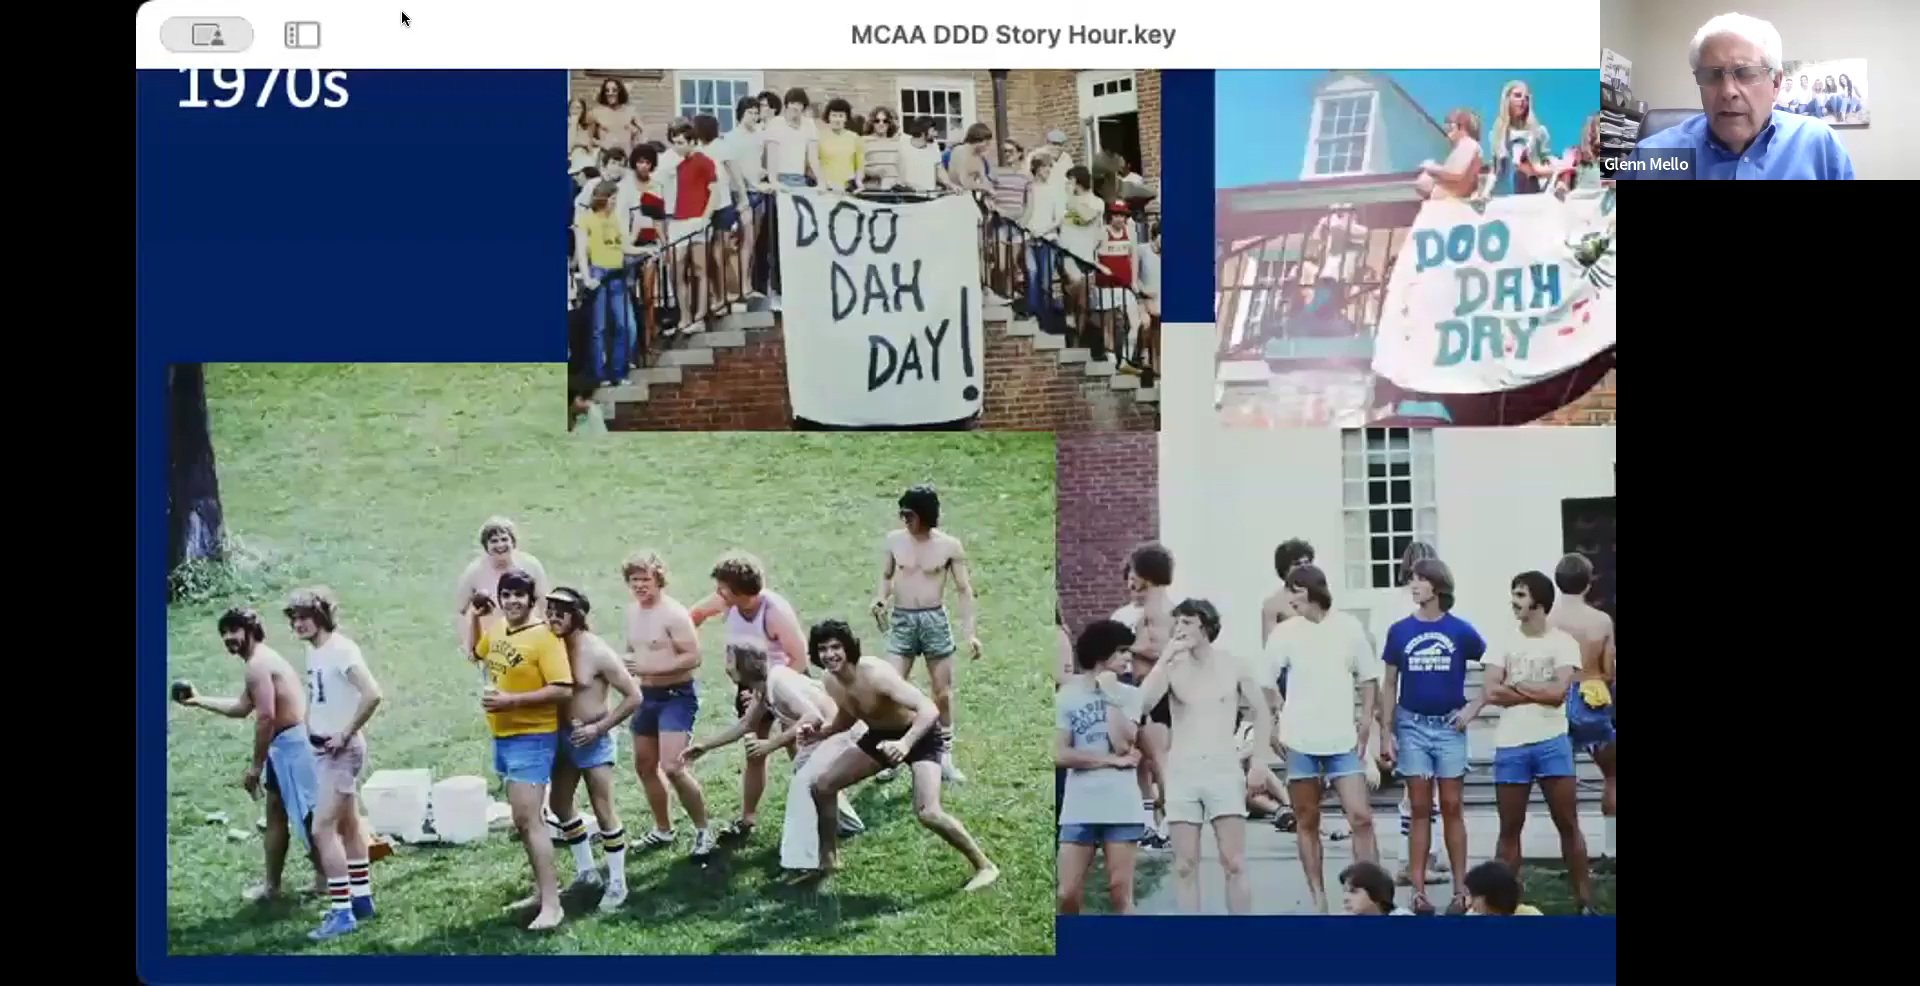 MCAA DDD Story Hour.key
1970s
DOO
DAH
DAY!
DOO
DAH
DAY
Glenn Mello